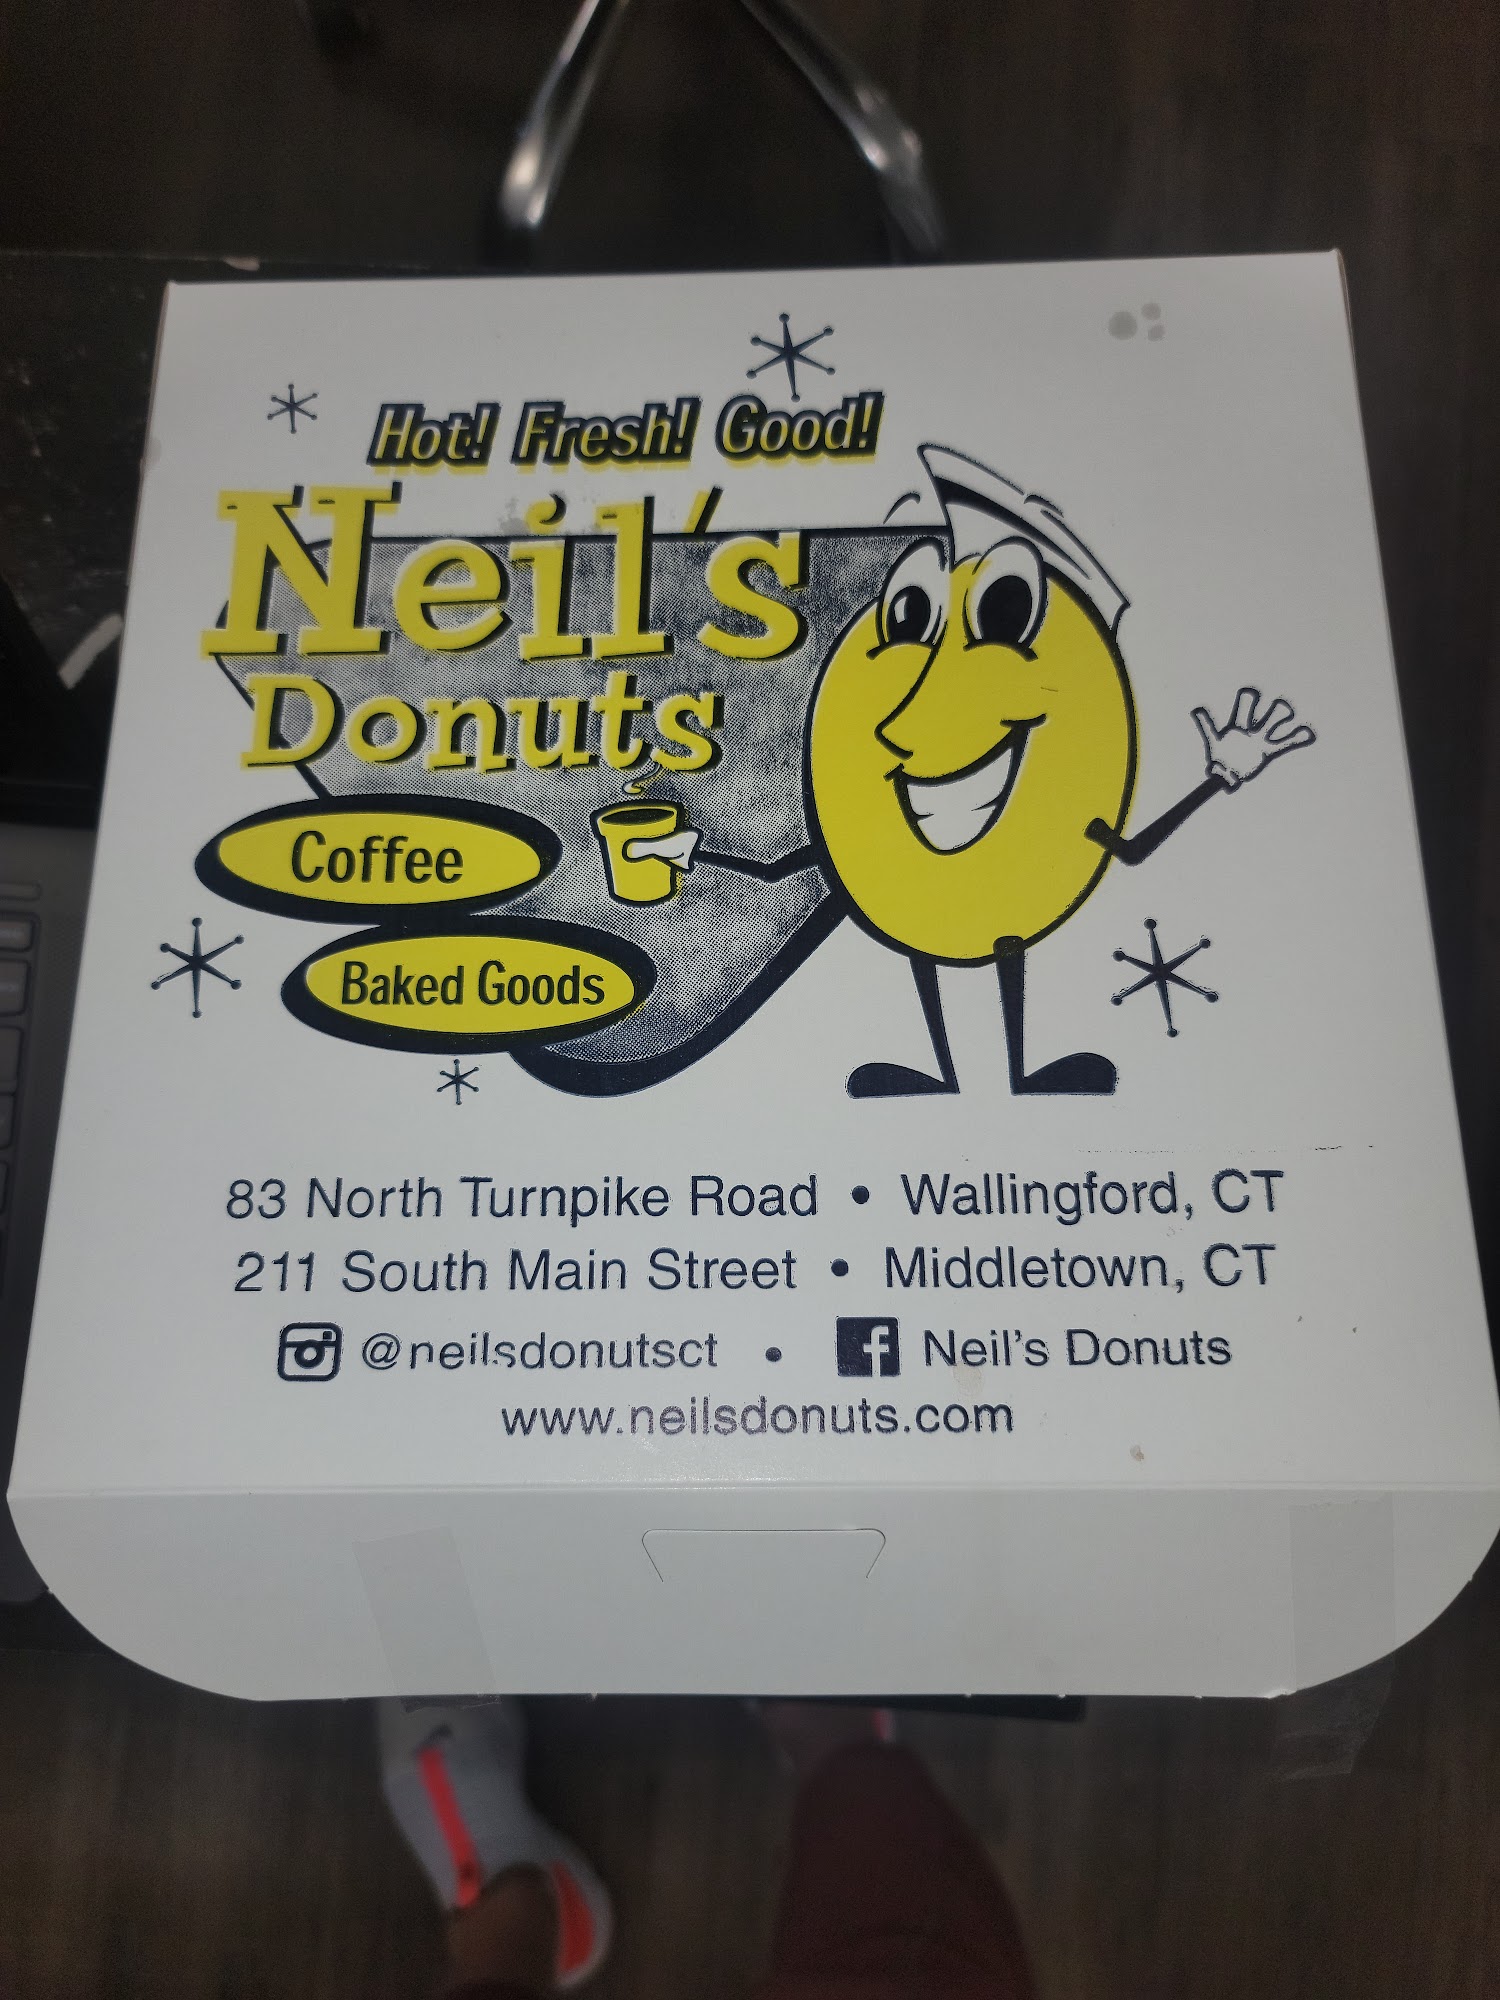 Hot! Fresh! Good!
Neil's
Donuts
Coffee
Baked Goods
83 North Turnpike Road • Wallingford, CT
211 South Main Street • Middletown, CT
@neilsdonutsct • Neil's Donuts
www.neilsdonuts.com